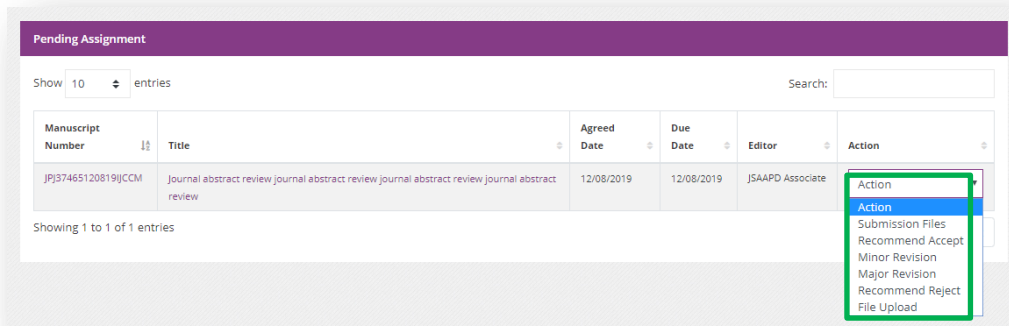 Pending Assignment
Show 10 entries
Search:
Manuscript Number
Title
Agreed Date
Due Date
Editor
Action
JPJ37465120819IJCCM
Journal abstract review journal abstract review journal abstract review journal abstract
review
12/08/2019
12/08/2019
JSAAPD Associate
Action
Action
Submission Files
Recommend Accept
Minor Revision
Major Revision
Recommend Reject
File Upload
Showing 1 to 1 of 1 entries